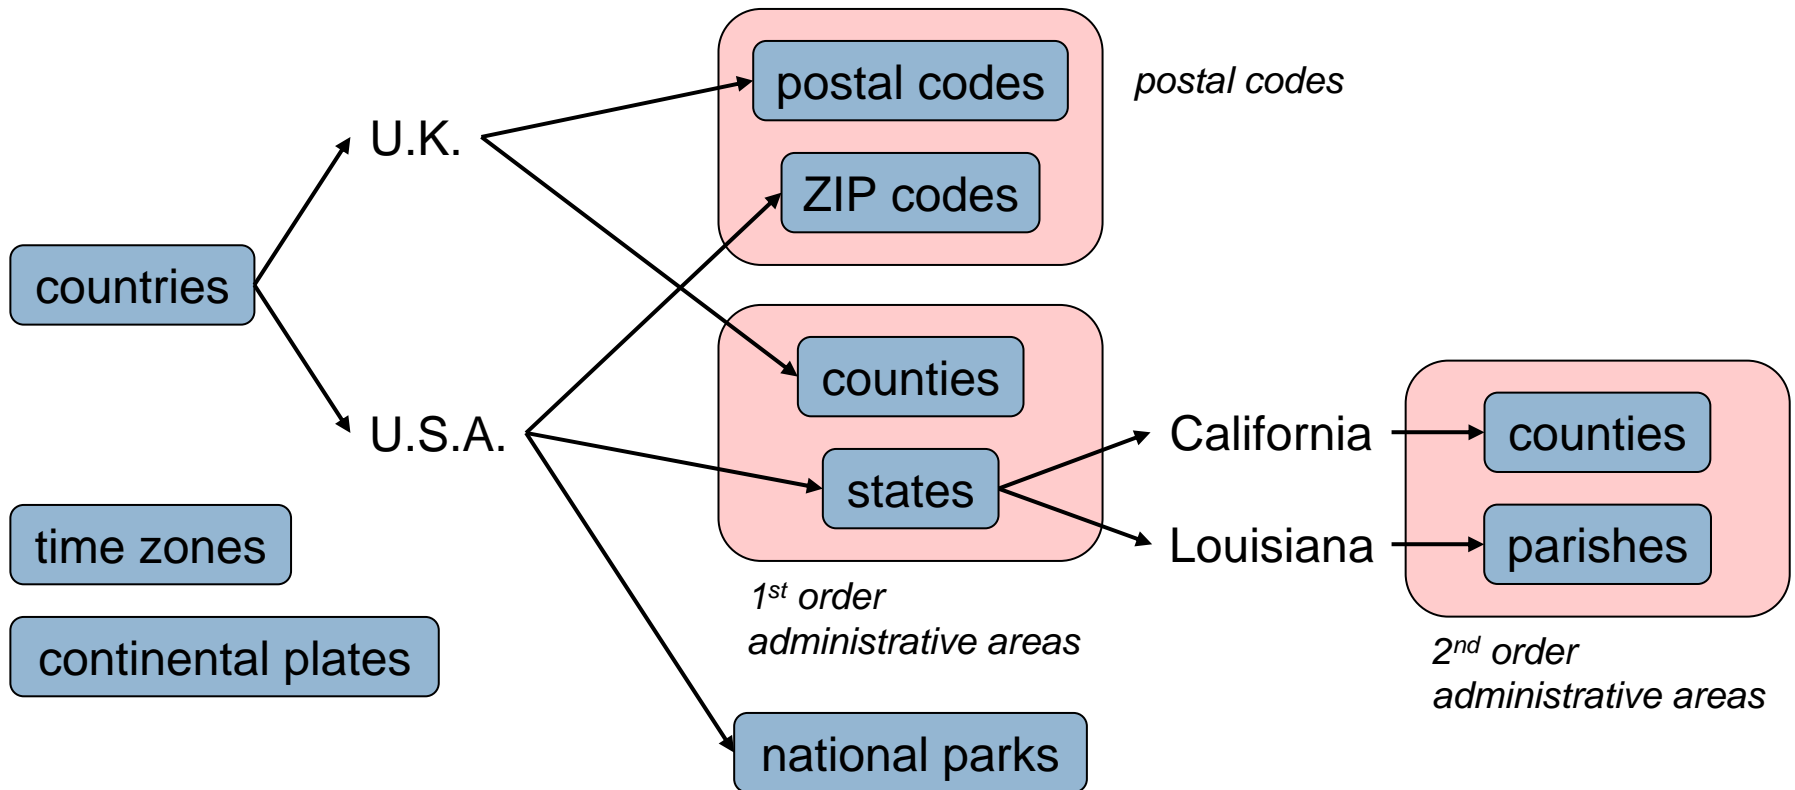 postal codes
postal codes
U.K.
ZIP codes
countries
counties
U.S.A.
California
counties
states
time zones
Louisiana
parishes
1st order
administrative areas
continental plates
2nd order
administrative areas
national parks